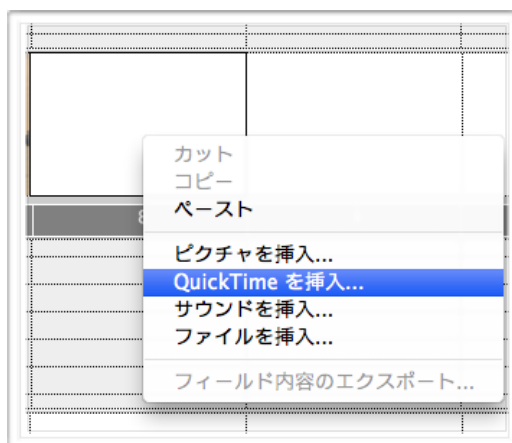 カット
コピー
ペースト
ピクチャを挿入...
QuickTime を挿入...
サウンドを挿入...
ファイルを挿入...
フィールド内容のエクスポート...